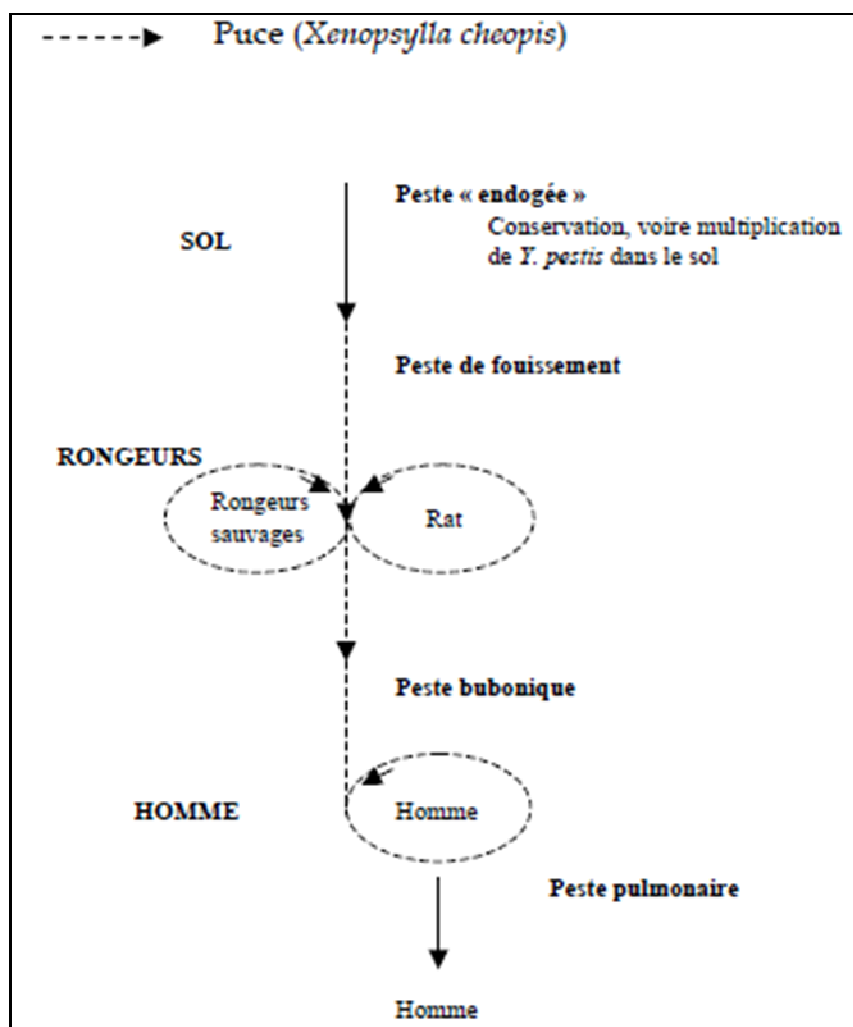 Puce (Xenopsylla cheopis)
Peste « endogée »
SOL
Conservation, voire multiplication
de Y. pestis dans le sol
Peste de fouissement
RONGEURS
Rongeurs
sauvages
Rat
Peste bubonique
HOMME
Homme
Peste pulmonaire
Homme